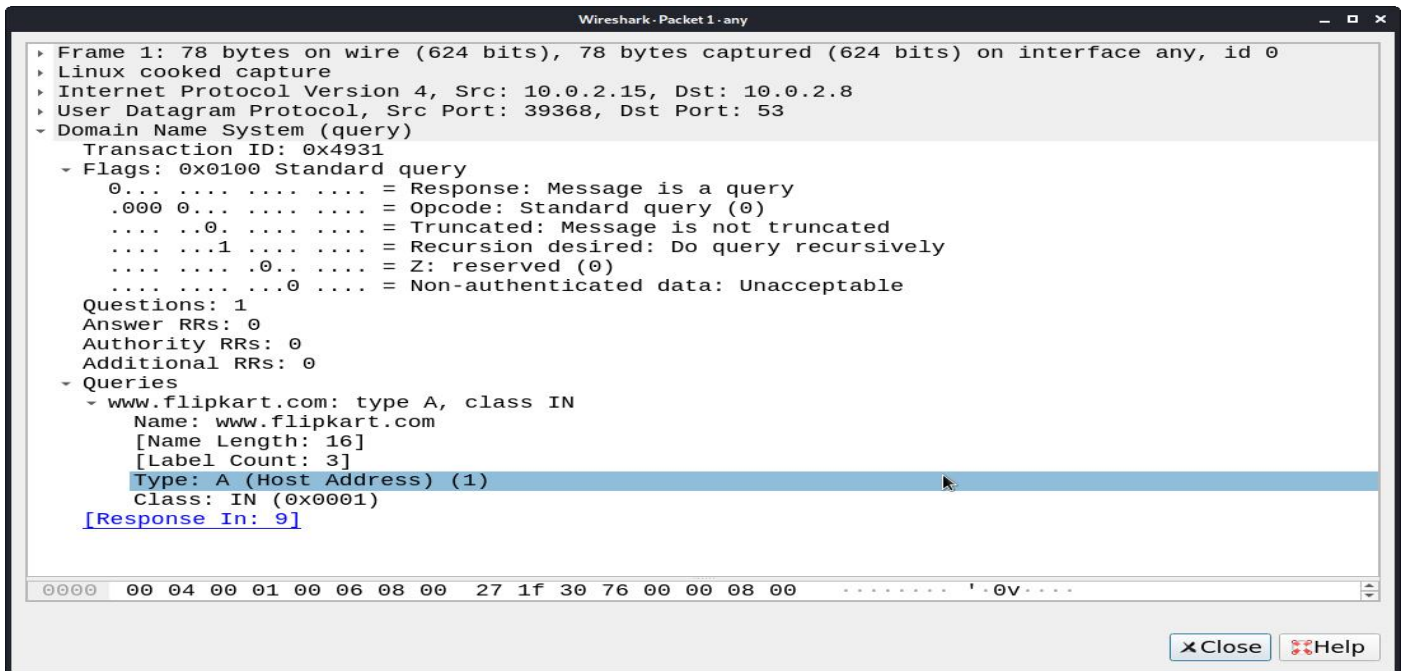 Wireshark · Packet 1 · any
Frame 1: 78 bytes on wire (624 bits), 78 bytes captured (624 bits) on interface any, id 0
Linux cooked capture
Internet Protocol Version 4, Src: 10.0.2.15, Dst: 10.0.2.8
User Datagram Protocol, Src Port: 39368, Dst Port: 53
Domain Name System (query)
Transaction ID: 0x4931
Flags: 0x0100 Standard query
0... .... .... .... = Response: Message is a query
.000 0... .... .... = Opcode: Standard query (0)
.... ..0. .... .... = Truncated: Message is not truncated
.... ...1 .... .... = Recursion desired: Do query recursively
.... .... .0.. .... = Z: reserved (0)
.... .... ...0 .... = Non-authenticated data: Unacceptable
Questions: 1
Answer RRs: 0
Authority RRs: 0
Additional RRs: 0
Queries
www.flipkart.com: type A, class IN
Name: www.flipkart.com
[Name Length: 16]
[Label Count: 3]
Type: A (Host Address) (1)
Class: IN (0x0001)
[Response In: 9]
0000 00 04 00 01 00 06 08 00 27 1f 30 76 00 00 08 00 ········ '·0v····
Close Help